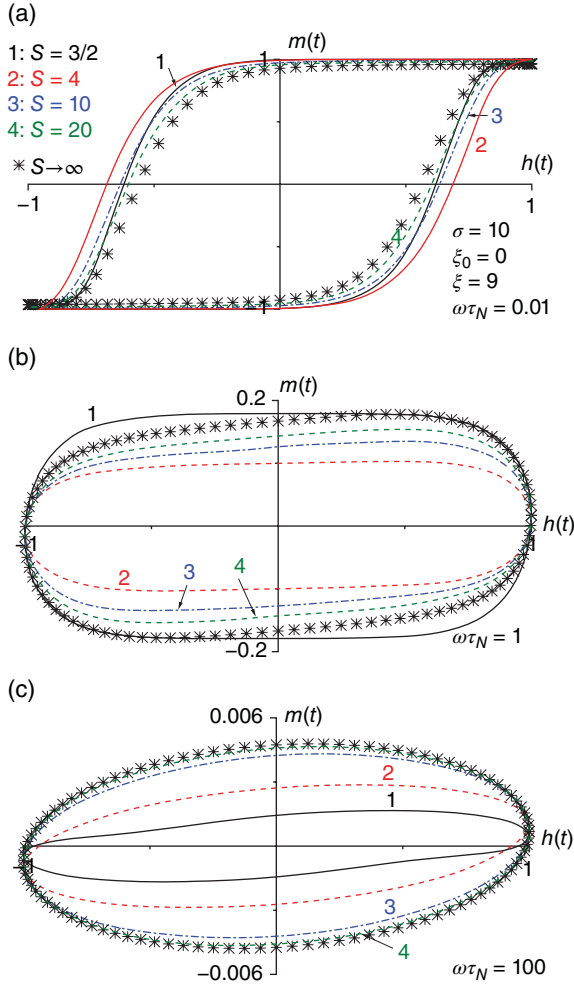 (a)
m(t)
1: S = 3/2
2: S = 4
3: S = 10
4: S = 20
* S→∞
1
1
3
2
h(t)
−1
1
4
σ = 10
ξ0 = 0
ξ = 9
ωτN = 0.01
−1
(b)
0.2
m(t)
1
h(t)
−1
1
2
3
4
−0.2
ωτN = 1
(c)
0.006
m(t)
2
1
h(t)
−1
1
3
4
−0.006
ωτN = 100